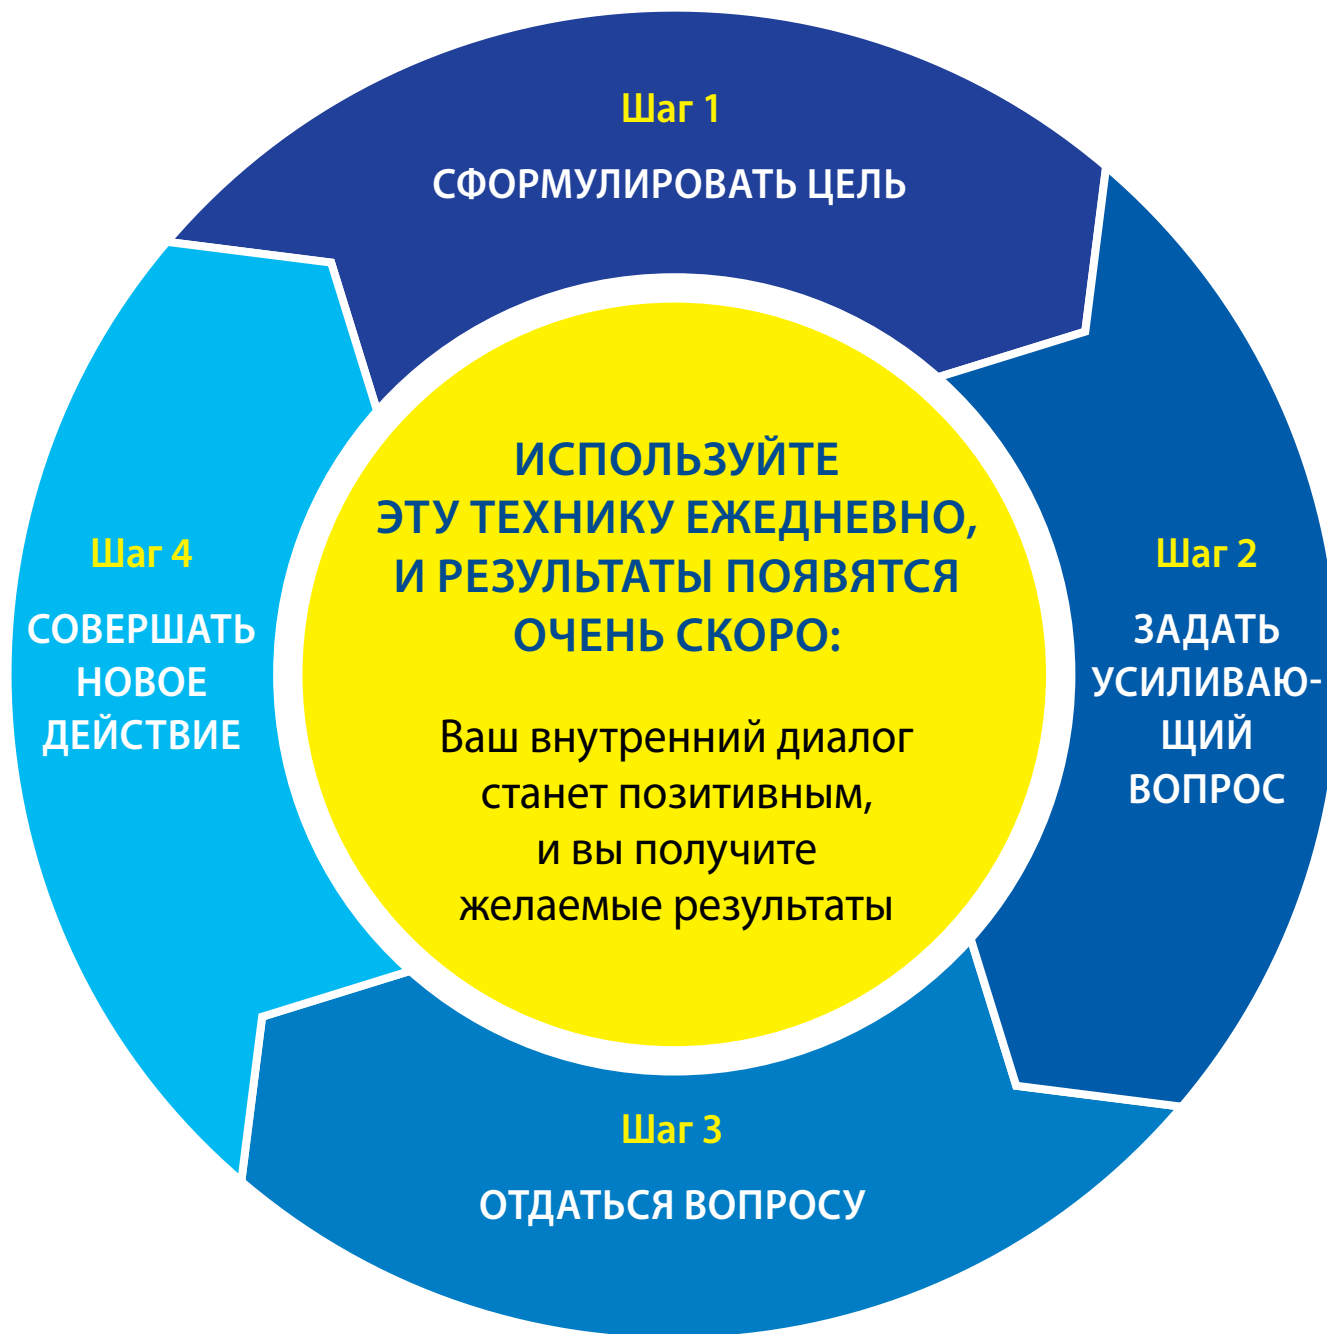 Шаг 1
СФОРМУЛИРОВАТЬ ЦЕЛЬ
Шаг 2
ЗАДАТЬ
УСИЛИВАЮ-
ЩИЙ
ВОПРОС
Шаг 3
ОТДАТЬСЯ ВОПРОСУ
Шаг 4
СОВЕРШАТЬ
НОВОЕ
ДЕЙСТВИЕ
ИСПОЛЬЗУЙТЕ
ЭТУ ТЕХНИКУ ЕЖЕДНЕВНО,
И РЕЗУЛЬТАТЫ ПОЯВЯТСЯ
ОЧЕНЬ СКОРО:
Ваш внутренний диалог
станет позитивным,
и вы получите
желаемые результаты